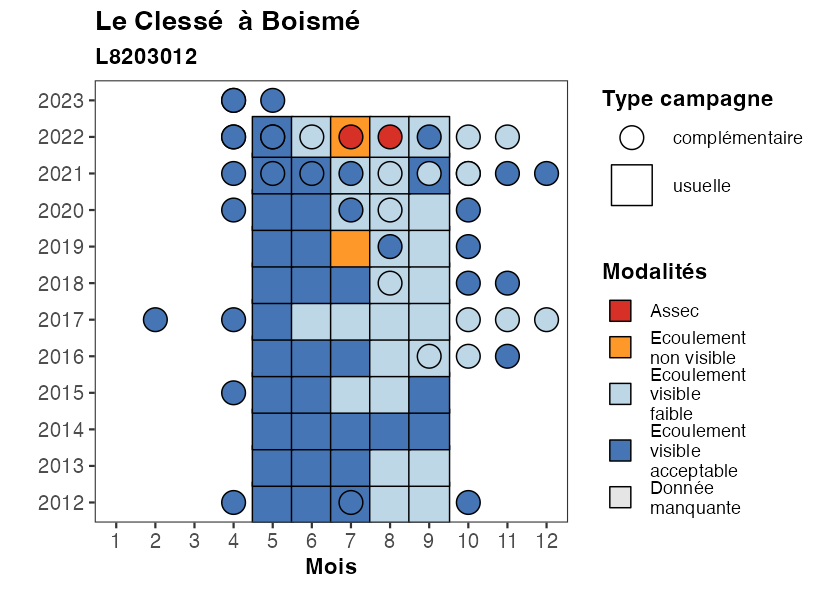 Le Clessé  à Boismé
L8203012
2023
2022
2021
2020
2019
2018
2017
2016
2015
2014
2013
2012
1 2 3 4 5 6 7 8 9 10 11 12
Mois
Type campagne
complémentaire
usuelle
Modalités
Assec
Ecoulement
non visible
Ecoulement
visible
faible
Ecoulement
visible
acceptable
Donnée
manquante